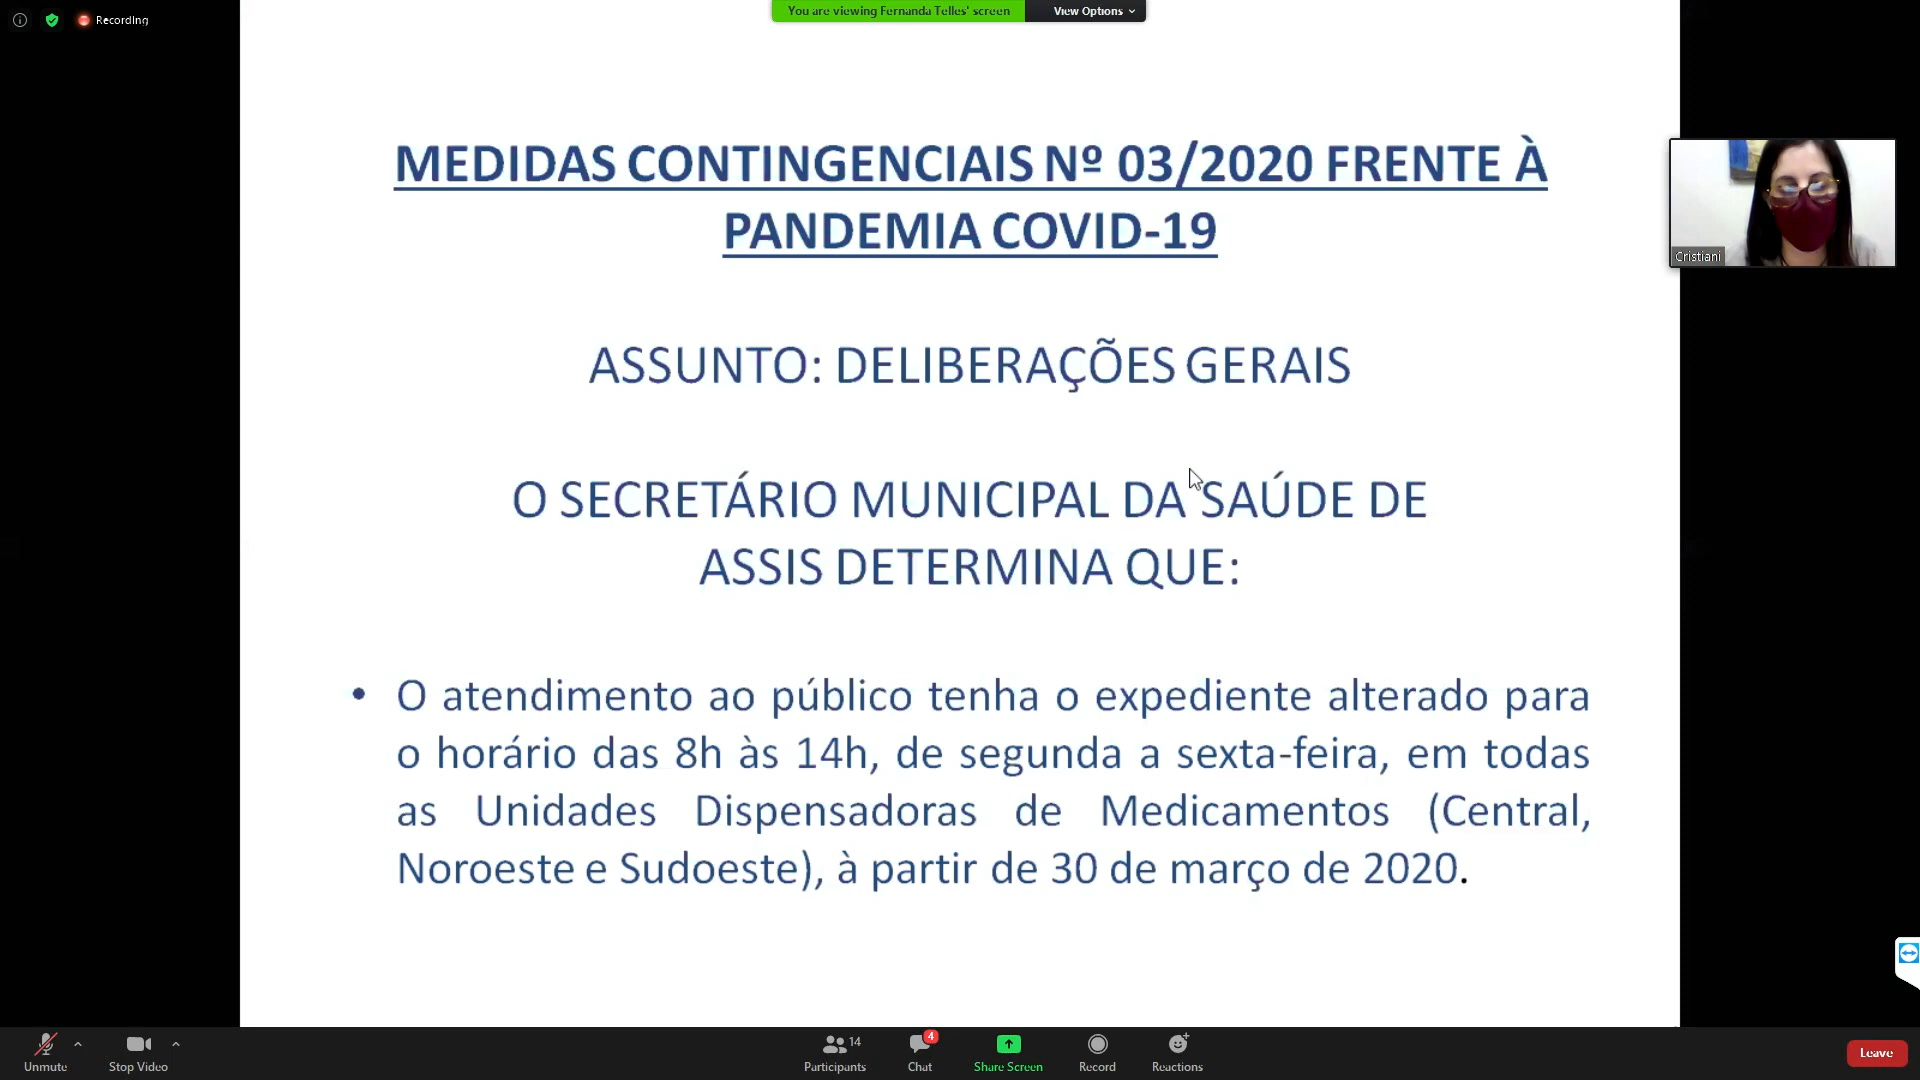 Recording
You are viewing Fernanda Telles' screen
View Options
MEDIDAS CONTINGENCIAIS Nº 03/2020 FRENTE À
PANDEMIA COVID-19
Cristiani
ASSUNTO: DELIBERAÇÕES GERAIS
O SECRETÁRIO MUNICIPAL DA SAÚDE DE
ASSIS DETERMINA QUE:
• O atendimento ao público tenha o expediente alterado para
o horário das 8h às 14h, de segunda a sexta-feira, em todas
as Unidades Dispensadoras de Medicamentos (Central,
Noroeste e Sudoeste), à partir de 30 de março de 2020.
Unmute
Stop Video
14
Participants
4
Chat
Share Screen
Record
Reactions
Leave